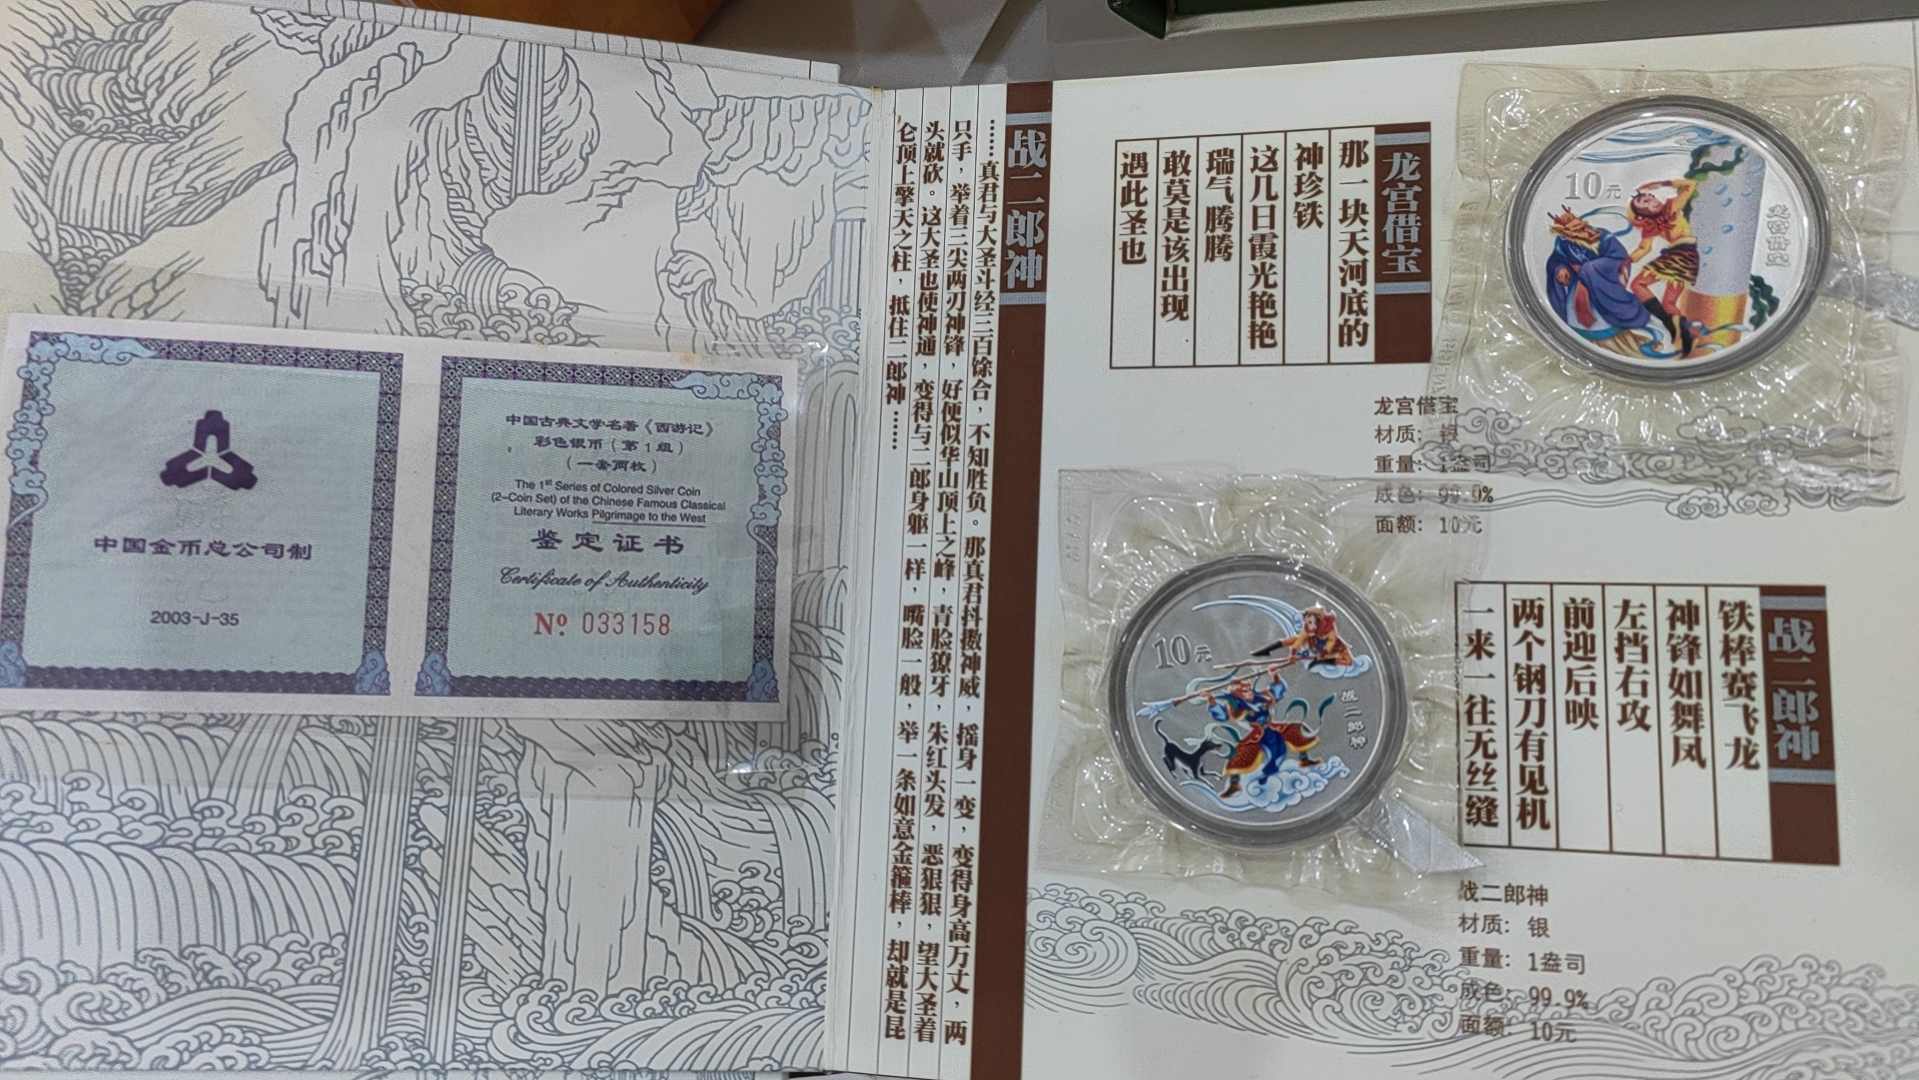 中国金币总公司制
2003-J-35
中国古典文学名著《西游记》
彩色银币（第1组）
（一套两枚）
The 1st Series of Colored Silver Coin
(2-Coin Set) of the Chinese Famous Classical
Literary Works Pilgrimage to the West
鉴定证书
Certificate of Authenticity
Nº 033158
战二郎神
……真君与大圣斗经三百馀合，不知胜负。那真君抖擞神威，摇身一变，变得身高万丈，两
只手，举着三尖两刃神锋，好便似华山顶上之峰，青脸獠牙，朱红头发，恶狠狠，望大圣着
头就砍。这大圣也使神通，变得与二郎身躯一样，嘴脸一般，举一条如意金箍棒，却就是昆
仑顶上擎天之柱，抵住二郎神……
龙宫借宝
那一块天河底的
神珍铁
这几日霞光艳艳
瑞气腾腾
敢莫是该出现
遇此圣也
10元
龙宫借宝
龙宫借宝
材质：银
重量：1盎司
成色：99.9%
面额：10元
10元
战二郎神
战二郎神
铁棒赛飞龙
神锋如舞凤
左挡右攻
前迎后映
两个钢刀有见机
一来一往无丝缝
战二郎神
材质：银
重量：1盎司
成色：99.9%
面额：10元